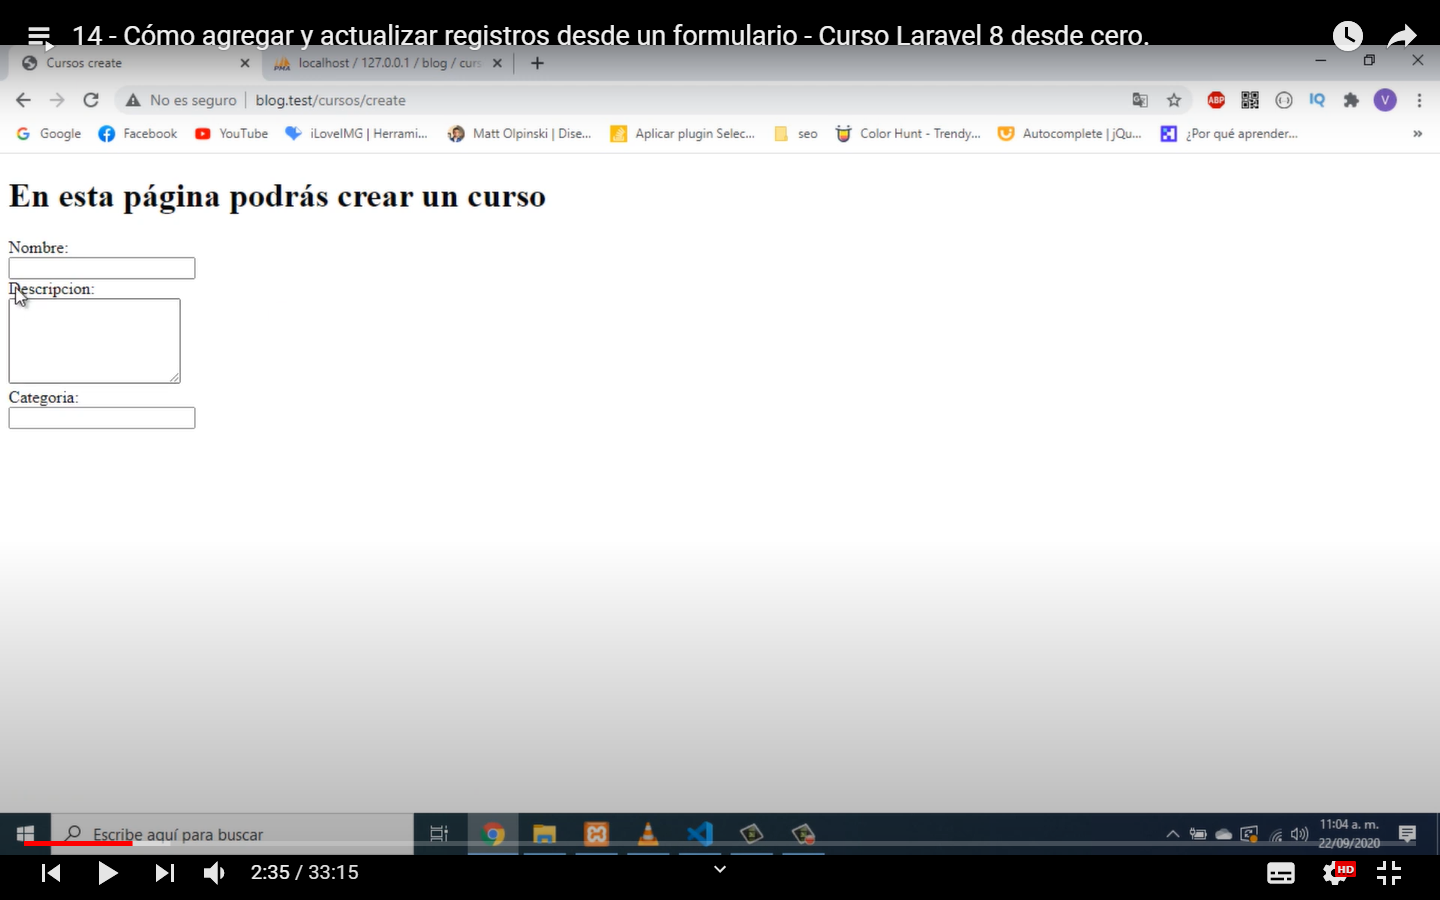 14 - Cómo agregar y actualizar registros desde un formulario - Curso Laravel 8 desde cero.
Cursos create
localhost / 127.0.0.1 / blog / curs
No es seguro
blog.test/cursos/create
ABP
IQ
V
Google
Facebook
YouTube
iLoveIMG | Herrami...
Matt Olpinski | Dise...
Aplicar plugin Selec...
seo
Color Hunt - Trendy...
Autocomplete | jQu...
¿Por qué aprender...
En esta página podrás crear un curso
Nombre:
Descripcion:
Categoria:
Escribe aquí para buscar
11:04 a. m.
22/09/2020
2:35 / 33:15
HD